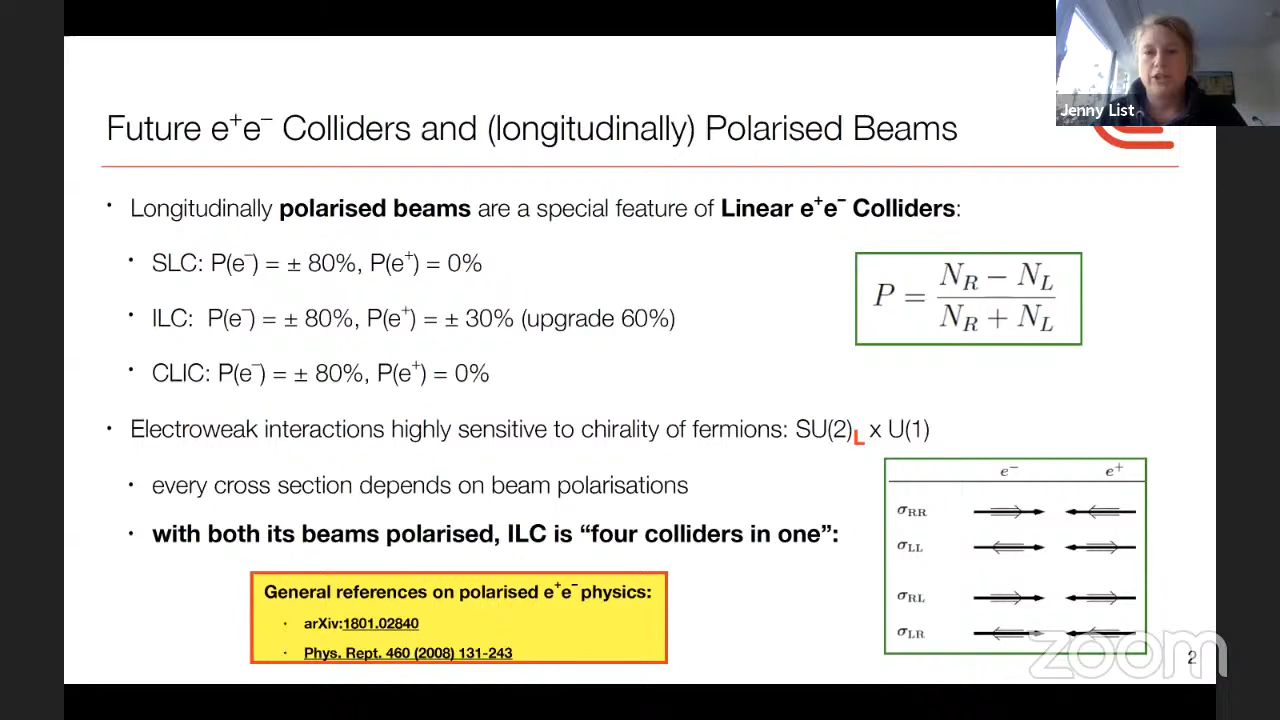 Jenny List
Future e⁺e⁻ Colliders and (longitudinally) Polarised Beams
• Longitudinally polarised beams are a special feature of Linear e⁺e⁻ Colliders:
• SLC: P(e⁻) = ± 80%, P(e⁺) = 0%
• ILC: P(e⁻) = ± 80%, P(e⁺) = ± 30% (upgrade 60%)
• CLIC: P(e⁻) = ± 80%, P(e⁺) = 0%
P = (N_R − N_L) / (N_R + N_L)
• Electroweak interactions highly sensitive to chirality of fermions: SU(2)_L x U(1)
• every cross section depends on beam polarisations
• with both its beams polarised, ILC is “four colliders in one”:
e⁻ e⁺
σ_RR
σ_LL
σ_RL
σ_LR
General references on polarised e⁺e⁻ physics:
· arXiv:1801.02840
· Phys. Rept. 460 (2008) 131-243
zoom
2